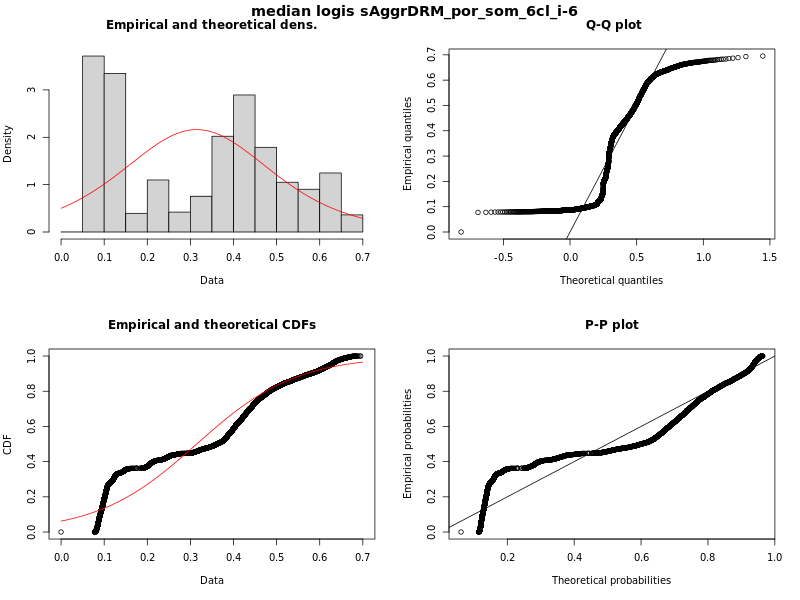 median logis sAggrDRM_por_som_6cl_i-6
Empirical and theoretical dens.
Density
0
1
2
3
0.0 0.1 0.2 0.3 0.4 0.5 0.6 0.7
Data
Q-Q plot
Empirical quantiles
0.0 0.1 0.2 0.3 0.4 0.5 0.6 0.7
-0.5 0.0 0.5 1.0 1.5
Theoretical quantiles
Empirical and theoretical CDFs
CDF
0.0 0.2 0.4 0.6 0.8 1.0
0.0 0.1 0.2 0.3 0.4 0.5 0.6 0.7
Data
P-P plot
Empirical probabilities
0.0 0.2 0.4 0.6 0.8 1.0
0.2 0.4 0.6 0.8 1.0
Theoretical probabilities